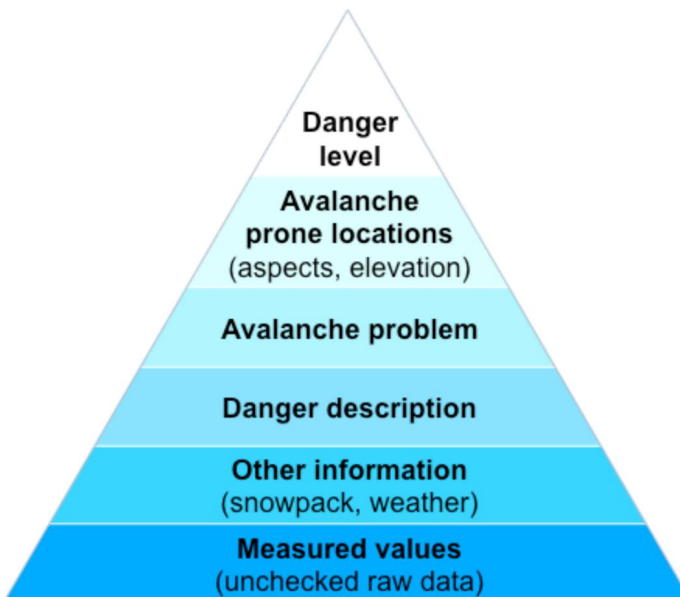 Danger
level
Avalanche
prone locations
(aspects, elevation)
Avalanche problem
Danger description
Other information
(snowpack, weather)
Measured values
(unchecked raw data)